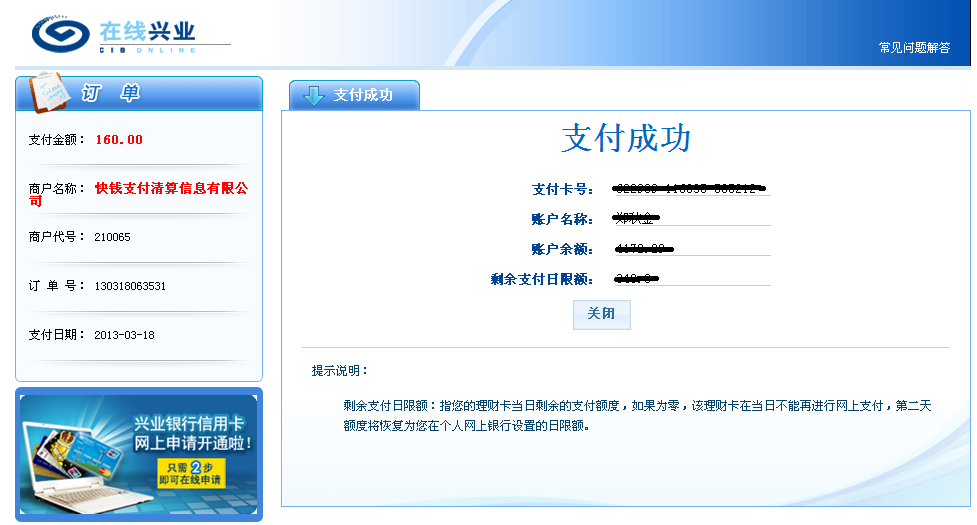 在线兴业
CIB ONLINE
常见问题解答
订 单
支付金额： 160.00
商户名称： 快钱支付清算信息有限公
司
商户代号： 210065
订 单 号： 130318063531
支付日期： 2013-03-18
兴业银行信用卡
网上申请开通啦！
只需2步
即可在线申请
支付成功
支付成功
支付卡号：
账户名称：
账户余额：
剩余支付日限额：
关闭
提示说明：
剩余支付日限额：指您的理财卡当日剩余的支付额度，如果为零，该理财卡在当日不能再进行网上支付，第二天
额度将恢复为您在个人网上银行设置的日限额。